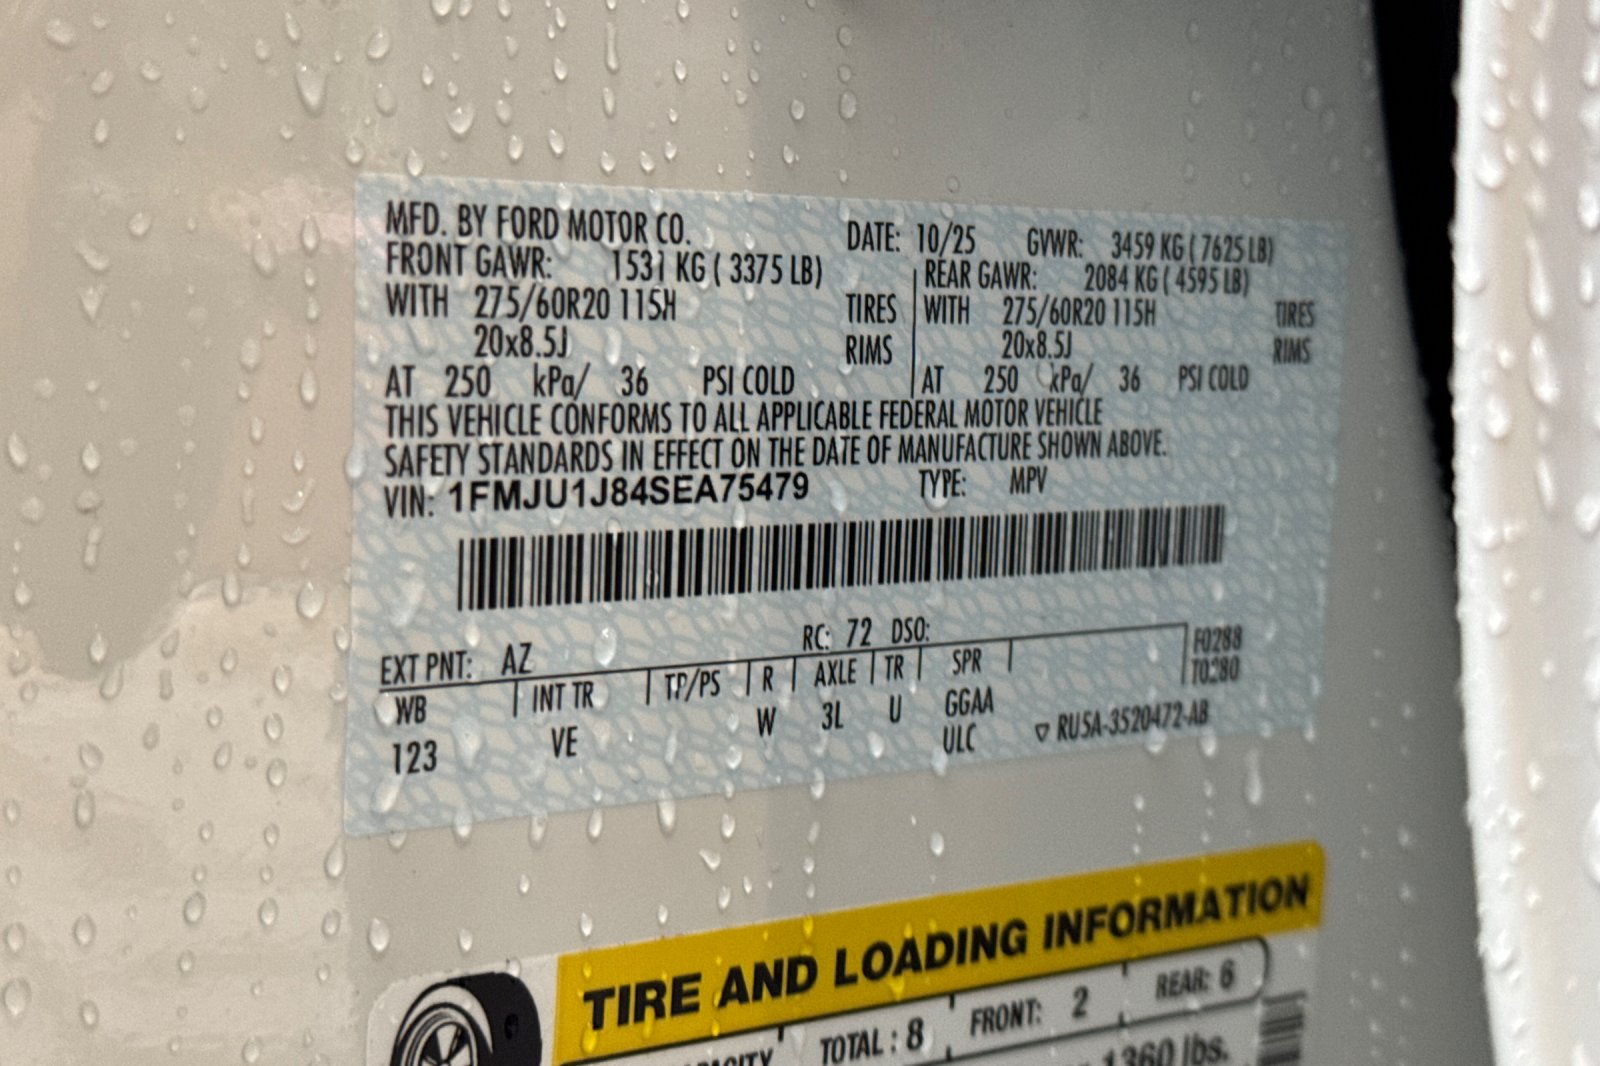 MFD. BY FORD MOTOR CO. DATE: 10/25 GVWR: 3459 KG ( 7625 LB)
FRONT GAWR: 1531 KG ( 3375 LB) REAR GAWR: 2084 KG ( 4595 LB)
WITH 275/60R20 115H TIRES WITH 275/60R20 115H TIRES
20x8.5J RIMS 20x8.5J RIMS
AT 250 kPa/ 36 PSI COLD AT 250 kPa/ 36 PSI COLD
THIS VEHICLE CONFORMS TO ALL APPLICABLE FEDERAL MOTOR VEHICLE
SAFETY STANDARDS IN EFFECT ON THE DATE OF MANUFACTURE SHOWN ABOVE.
VIN: 1FMJU1J84SEA75479 TYPE: MPV
EXT PNT: AZ RC: 72 DSO: F0288
WB INT TR TP/PS R AXLE TR SPR T0280
123 VE W 3L U GGAA
ULC ▽ RU5A-3520472-AB
TIRE AND LOADING INFORMATION
TOTAL : 8 FRONT: 2 REAR: 6
1360 lbs.